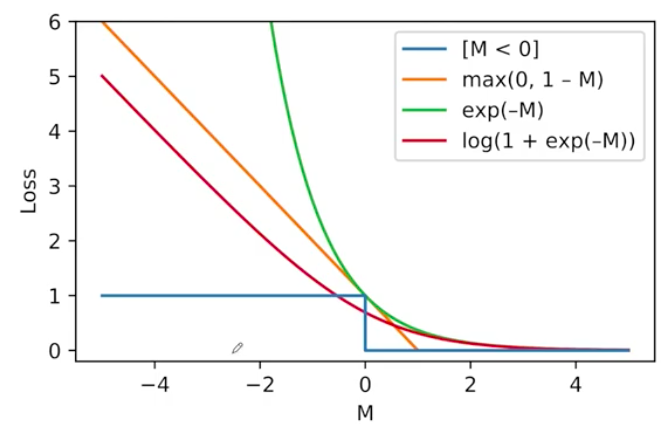 6
5
4
3
2
1
0
Loss
[M < 0]
max(0, 1 – M)
exp(–M)
log(1 + exp(–M))
−4 −2 0 2 4
M